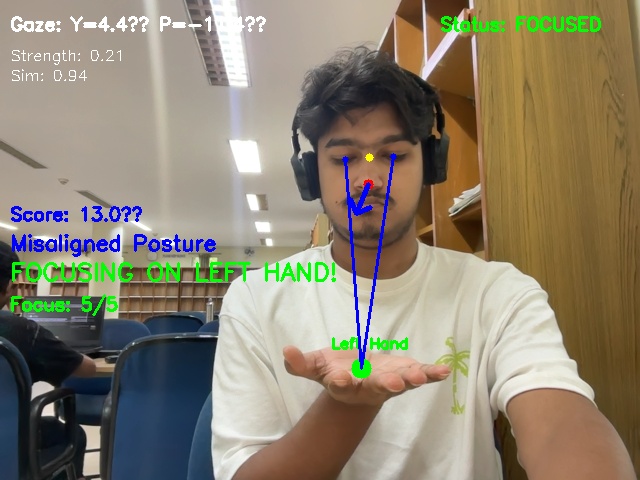 Gaze: Y=4.4?? P=-1 ??
Status: FOCUSED
Strength: 0.21
Sim: 0.94
Score: 13.0??
Misaligned Posture
FOCUSING ON LEFT HAND!
Focus: 5/5
Left Hand